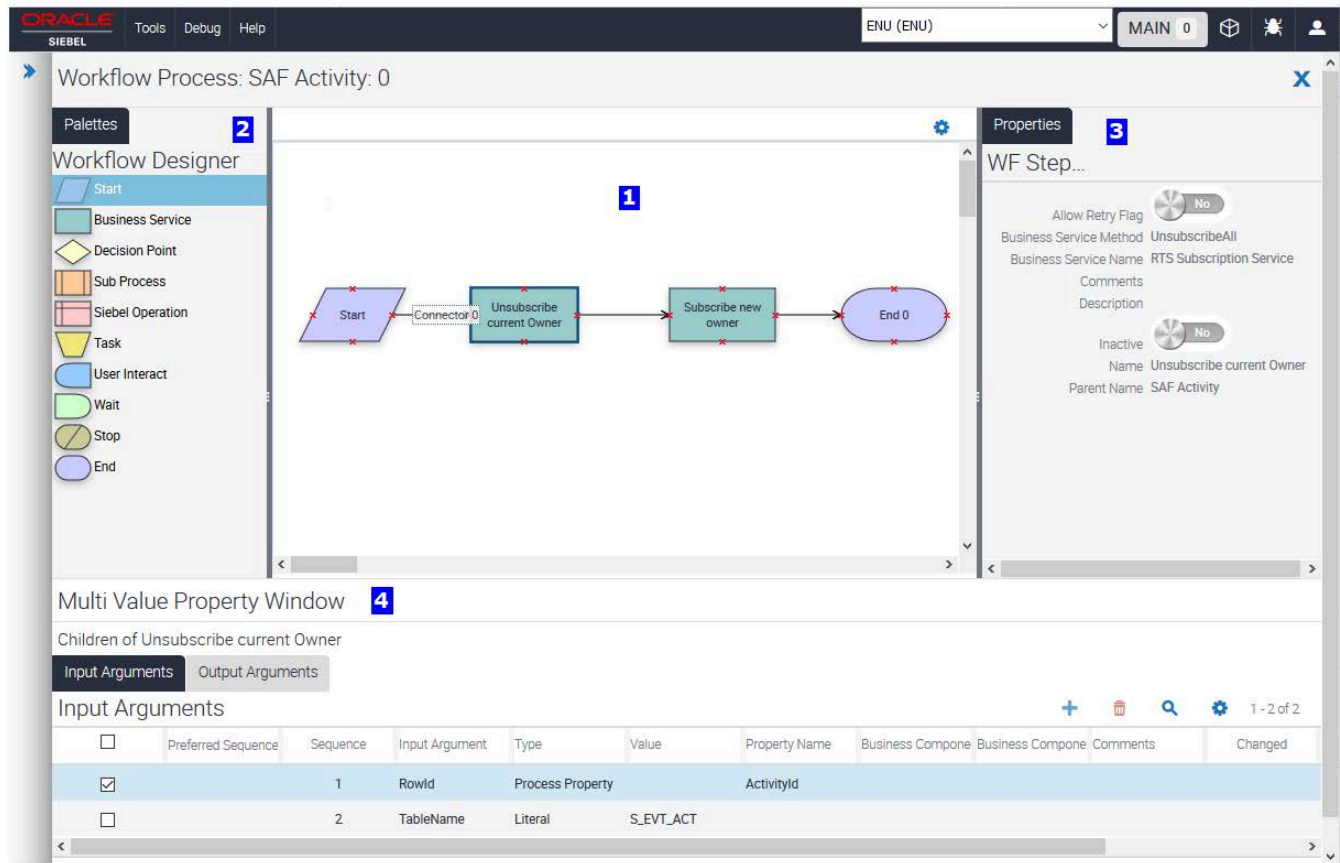 ORACLE
SIEBEL
Tools Debug Help
ENU (ENU)
MAIN 0
Workflow Process: SAF Activity: 0
X
Palettes
2
Workflow Designer
Start
Business Service
Decision Point
Sub Process
Siebel Operation
Task
User Interact
Wait
Stop
End
1
Start
Connector 0
Unsubscribe
current Owner
Subscribe new
owner
End 0
Properties
3
WF Step...
Allow Retry Flag No
Business Service Method UnsubscribeAll
Business Service Name RTS Subscription Service
Comments
Description
Inactive No
Name Unsubscribe current Owner
Parent Name SAF Activity
Multi Value Property Window 4
Children of Unsubscribe current Owner
Input Arguments Output Arguments
Input Arguments 1 - 2 of 2
Preferred Sequence Sequence Input Argument Type Value Property Name Business Compone Business Compone Comments Changed
1 RowId Process Property ActivityId
2 TableName Literal S_EVT_ACT